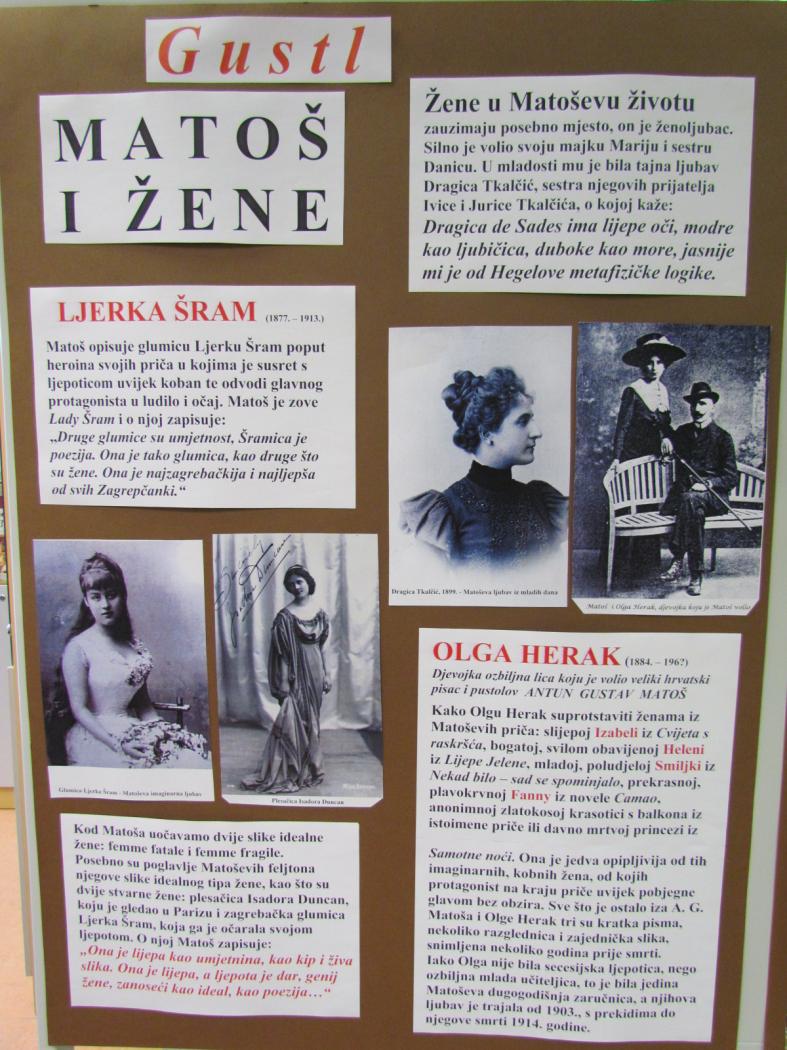 Gustl
MATOŠ
I ŽENE
Žene u Matoševu životu
zauzimaju posebno mjesto, on je ženoljubac.
Silno je volio svoju majku Mariju i sestru
Danicu. U mladosti mu je bila tajna ljubav
Dragica Tkalčić, sestra njegovih prijatelja
Ivice i Jurice Tkalčića, o kojoj kaže:
Dragica de Sades ima lijepe oči, modre
kao ljubičica, duboke kao more, jasnije
mi je od Hegelove metafizičke logike.
LJERKA ŠRAM (1877. – 1913.)
Matoš opisuje glumicu Ljerku Šram poput
heroina svojih priča u kojima je susret s
ljepoticom uvijek koban te odvodi glavnog
protagonista u ludilo i očaj. Matoš je zove
Lady Šram i o njoj zapisuje:
„Druge glumice su umjetnost, Šramica je
poezija. Ona je tako glumica, kao druge što
su žene. Ona je najzagrebačkija i najljepša
od svih Zagrepčanki.“
Dragica Tkalčić, 1899. - Matoševa ljubav iz mladih dana
Matoš i Olga Herak, djevojka koju je Matoš volio
Glumica Ljerka Šram - Matoševa imaginarna ljubav
Isadora Duncan
Plesačica Isadora Duncan
OLGA HERAK (1884. – 196?)
Djevojka ozbiljna lica koju je volio veliki hrvatski
pisac i pustolov ANTUN GUSTAV MATOŠ
Kako Olgu Herak suprotstaviti ženama iz
Matoševih priča: slijepoj Izabeli iz Cvijeta s
raskršća, bogatoj, svilom obavijenoj Heleni
iz Lijepe Jelene, mladoj, poludjeloj Smiljki iz
Nekad bilo – sad se spominjalo, prekrasnoj,
plavokrvnoj Fanny iz novele Camao,
anonimnoj zlatokosoj krasotici s balkona iz
istoimene priče ili davno mrtvoj princezi iz
Samotne noći. Ona je jedva opipljivija od tih
imaginarnih, kobnih žena, od kojih
protagonist na kraju priče uvijek pobjegne
glavom bez obzira. Sve što je ostalo iza A. G.
Matoša i Olge Herak tri su kratka pisma,
nekoliko razglednica i zajednička slika,
snimljena nekoliko godina prije smrti.
Iako Olga nije bila secesijska ljepotica, nego
ozbiljna mlada učiteljica, to je bila jedina
Matoševa dugogodišnja zaručnica, a njihova
ljubav je trajala od 1903., s prekidima do
njegove smrti 1914. godine.
Kod Matoša uočavamo dvije slike idealne
žene: femme fatale i femme fragile.
Posebno su poglavlje Matoševih feljtona
njegove slike idealnog tipa žene, kao što su
dvije stvarne žene: plesačica Isadora Duncan,
koju je gledao u Parizu i zagrebačka glumica
Ljerka Šram, koja ga je očarala svojom
ljepotom. O njoj Matoš zapisuje:
„Ona je lijepa kao umjetnina, kao kip i živa
slika. Ona je lijepa, a ljepota je dar, genij
žene, zanoseći kao ideal, kao poezija…“